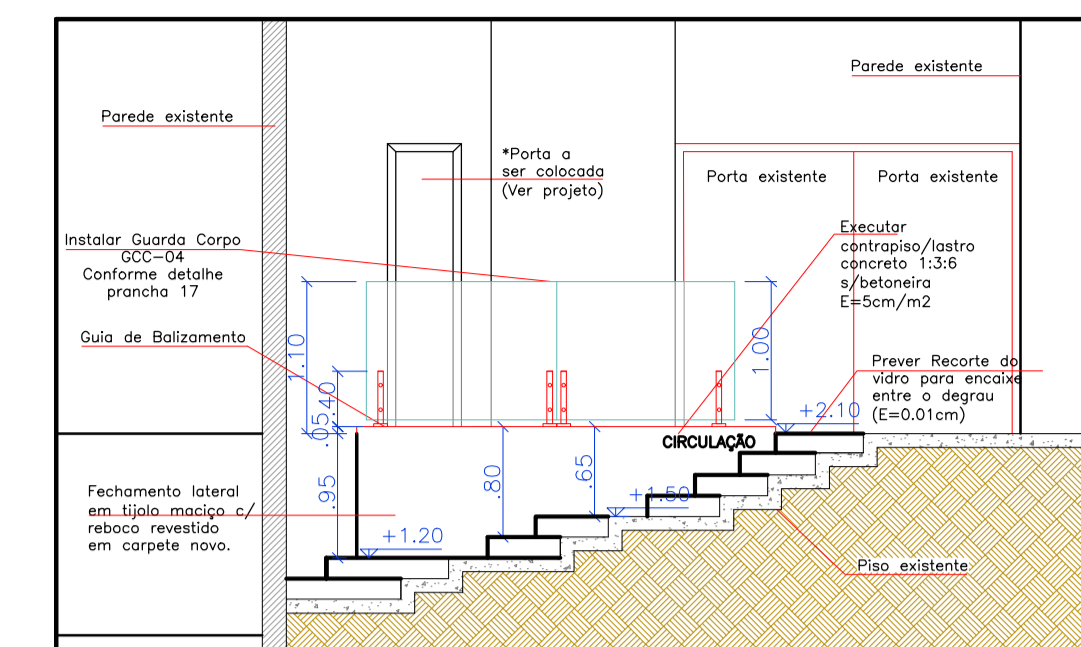 Parede existente
Parede existente
*Porta a
ser colocada
(Ver projeto)
Porta existente
Porta existente
Instalar Guarda Corpo
GCC-04
Conforme detalhe
prancha 17
Executar
contrapiso/lastro
concreto 1:3:6
s/betoneira
E=5cm/m2
Guia de Balizamento
1.10
.40
.05
1.00
Prever Recorte do
vidro para encaixe
entre o degrau
(E=0.01cm)
+2.10
CIRCULAÇÃO
.95
.80
.65
+1.50
Fechamento lateral
em tijolo maciço c/
reboco revestido
em carpete novo.
+1.20
Piso existente